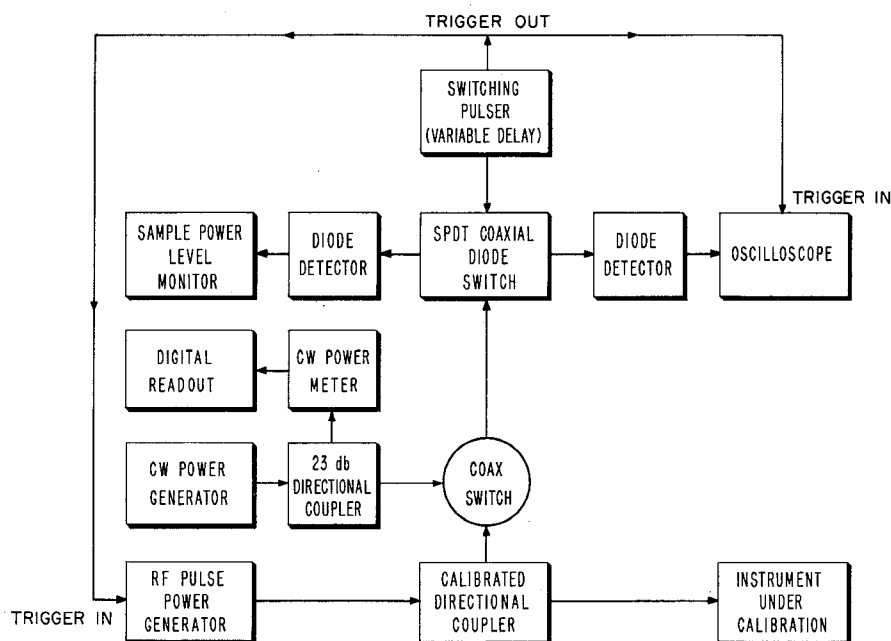 TRIGGER OUT
SWITCHING
PULSER
(VARIABLE DELAY)
TRIGGER IN
SAMPLE POWER
LEVEL
MONITOR
DIODE
DETECTOR
SPDT COAXIAL
DIODE
SWITCH
DIODE
DETECTOR
OSCILLOSCOPE
DIGITAL
READOUT
CW POWER
METER
CW POWER
GENERATOR
23 db
DIRECTIONAL
COUPLER
COAX
SWITCH
TRIGGER IN
RF PULSE
POWER
GENERATOR
CALIBRATED
DIRECTIONAL
COUPLER
INSTRUMENT
UNDER
CALIBRATION